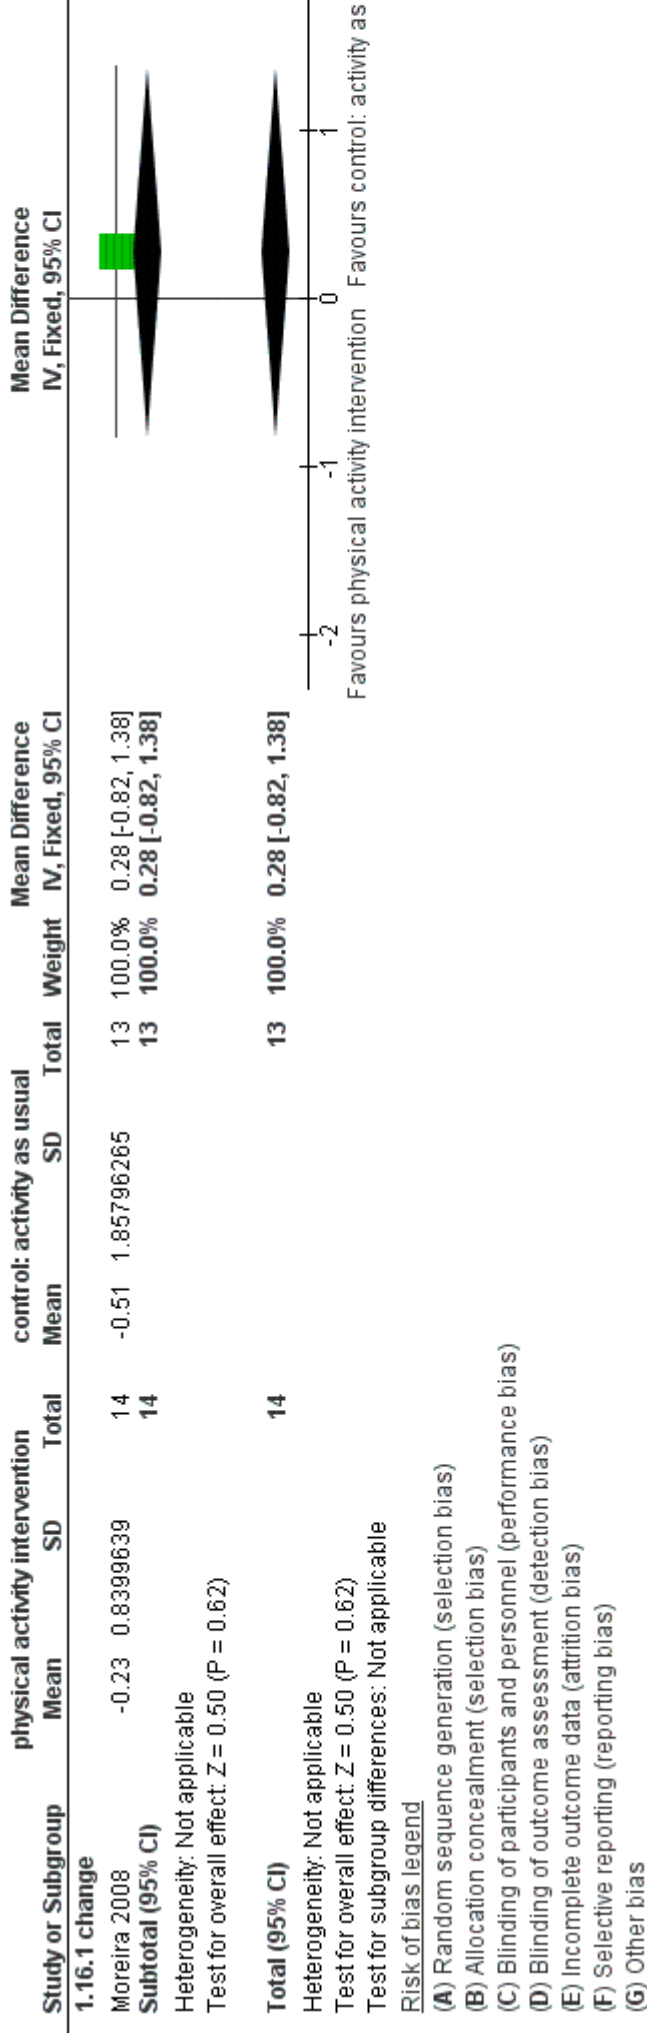 physical activity intervention control: activity as usual Mean Difference Mean Difference
Study or Subgroup Mean SD Total Mean SD Total Weight IV, Fixed, 95% CI IV, Fixed, 95% CI
1.16.1 change
Moreira 2008 -0.23 0.8399639 14 -0.51 1.85796265 13 100.0% 0.28 [-0.82, 1.38]
Subtotal (95% CI) 14 13 100.0% 0.28 [-0.82, 1.38]
Heterogeneity: Not applicable
Test for overall effect: Z = 0.50 (P = 0.62)
Total (95% CI) 14 13 100.0% 0.28 [-0.82, 1.38]
Heterogeneity: Not applicable
Test for overall effect: Z = 0.50 (P = 0.62)
Test for subgroup differences: Not applicable
-2 -1 0 1
Favours physical activity intervention Favours control: activity as
Risk of bias legend
(A) Random sequence generation (selection bias)
(B) Allocation concealment (selection bias)
(C) Blinding of participants and personnel (performance bias)
(D) Blinding of outcome assessment (detection bias)
(E) Incomplete outcome data (attrition bias)
(F) Selective reporting (reporting bias)
(G) Other bias